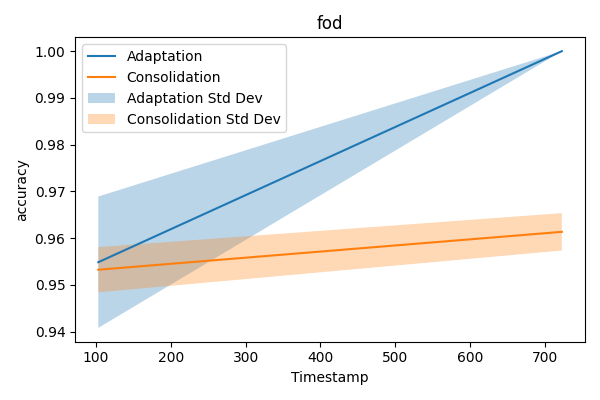 fod
Adaptation
Consolidation
Adaptation Std Dev
Consolidation Std Dev
accuracy
1.00
0.99
0.98
0.97
0.96
0.95
0.94
100 200 300 400 500 600 700
Timestamp